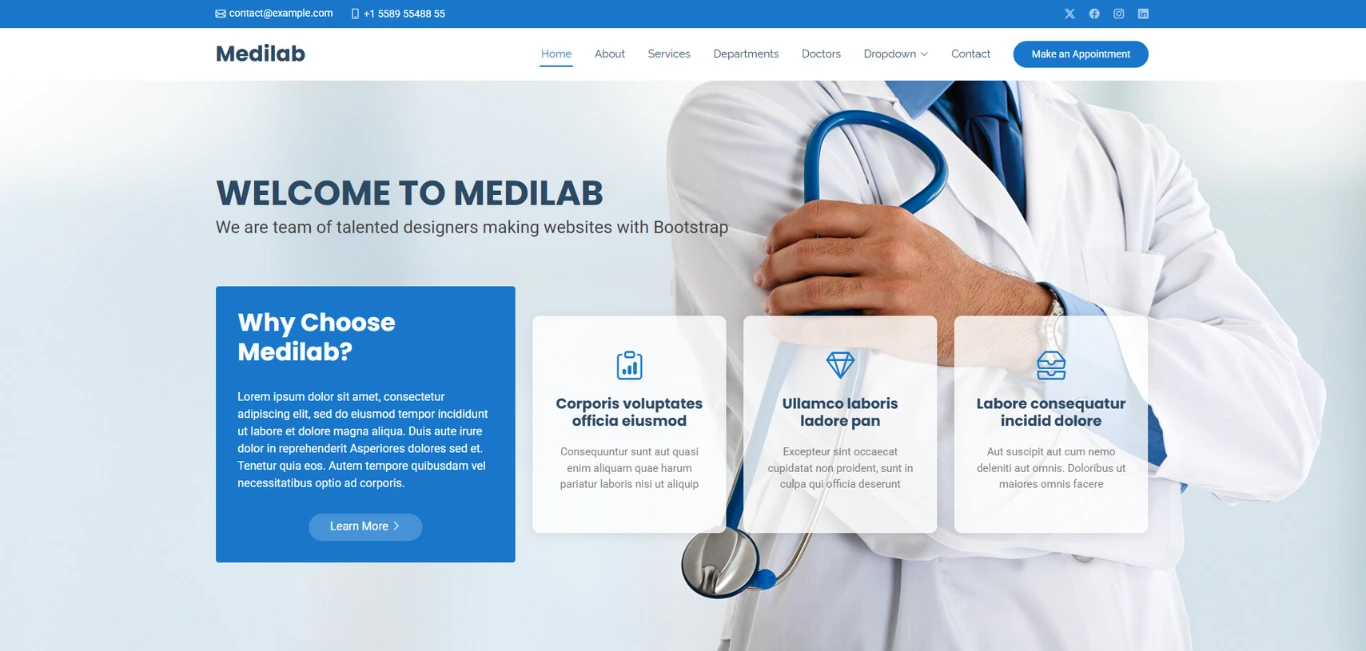 contact@example.com +1 5589 55488 55
Medilab
Home About Services Departments Doctors Dropdown Contact Make an Appointment
WELCOME TO MEDILAB
We are team of talented designers making websites with Bootstrap
Why Choose
Medilab?
Lorem ipsum dolor sit amet, consectetur
adipiscing elit, sed do eiusmod tempor incididunt
ut labore et dolore magna aliqua. Duis aute irure
dolor in reprehenderit Asperiores dolores sed et.
Tenetur quia eos. Autem tempore quibusdam vel
necessitatibus optio ad corporis.
Learn More
Corporis voluptates
officia eiusmod
Consequuntur sunt aut quasi
enim aliquam quae harum
pariatur laboris nisi ut aliquip
Ullamco laboris
ladore pan
Excepteur sint occaecat
cupidatat non proident, sunt in
culpa qui officia deserunt
Labore consequatur
incidid dolore
Aut suscipit aut cum nemo
deleniti aut omnis. Doloribus ut
maiores omnis facere